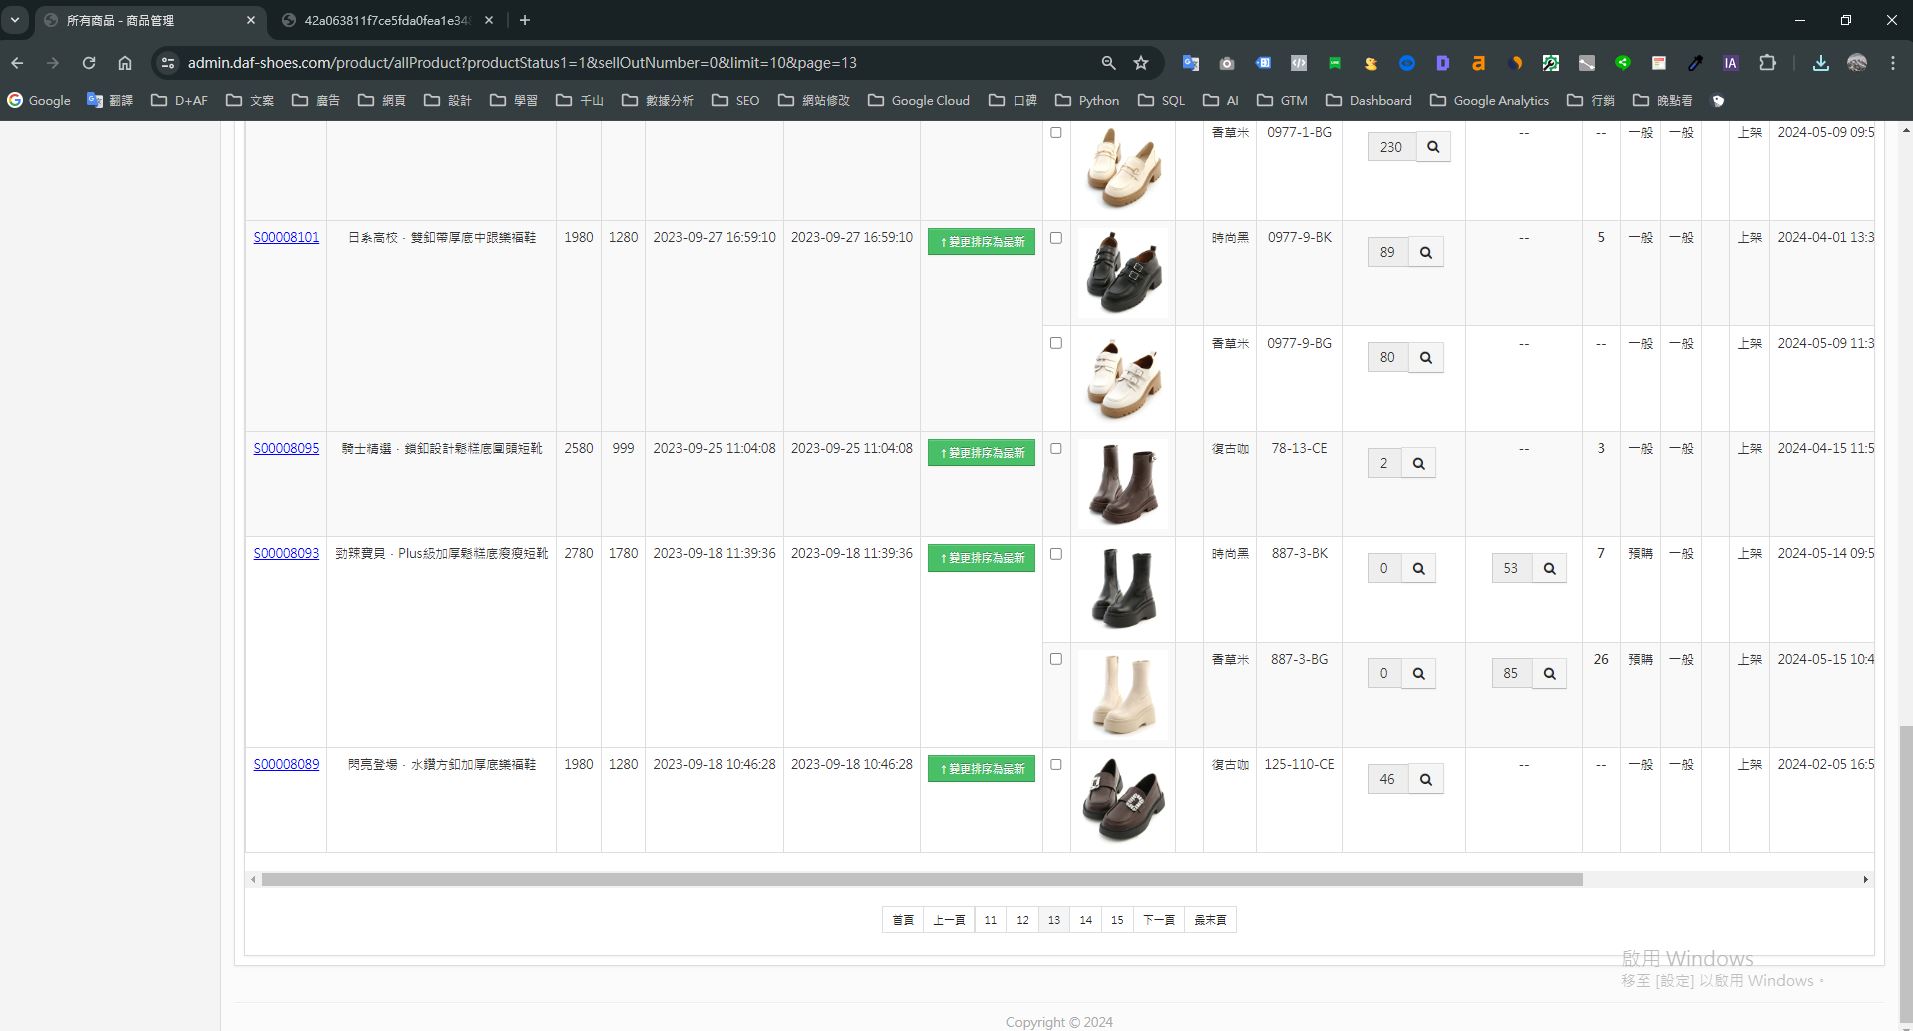 所有商品 - 商品管理
42a063811f7ce5fda0fea1e348
admin.daf-shoes.com/product/allProduct?productStatus1=1&sellOutNumber=0&limit=10&page=13
Google 翻譯 D+AF 文案 廣告 網頁 設計 學習 千山 數據分析 SEO 網站修改 Google Cloud 口碑 Python SQL AI GTM Dashboard Google Analytics 行銷 晚點看
香草米 0977-1-BG 230 -- -- 一般 一般 上架 2024-05-09 09:5
S00008101 日系高校．雙釦帶厚底中跟樂福鞋 1980 1280 2023-09-27 16:59:10 2023-09-27 16:59:10 ↑變更排序為最新 時尚黑 0977-9-BK 89 -- 5 一般 一般 上架 2024-04-01 13:3
香草米 0977-9-BG 80 -- -- 一般 一般 上架 2024-05-09 11:3
S00008095 騎士精選．鎖釦設計鬆糕底圓頭短靴 2580 999 2023-09-25 11:04:08 2023-09-25 11:04:08 ↑變更排序為最新 復古咖 78-13-CE 2 -- 3 一般 一般 上架 2024-04-15 11:5
S00008093 勁辣寶貝．Plus級加厚鬆糕底瘦瘦短靴 2780 1780 2023-09-18 11:39:36 2023-09-18 11:39:36 ↑變更排序為最新 時尚黑 887-3-BK 0 53 7 預購 一般 上架 2024-05-14 09:5
香草米 887-3-BG 0 85 26 預購 一般 上架 2024-05-15 10:4
S00008089 閃亮登場．水鑽方釦加厚底樂福鞋 1980 1280 2023-09-18 10:46:28 2023-09-18 10:46:28 ↑變更排序為最新 復古咖 125-110-CE 46 -- -- 一般 一般 上架 2024-02-05 16:5
首頁 上一頁 11 12 13 14 15 下一頁 最末頁
啟用 Windows
移至 [設定] 以啟用 Windows。
Copyright © 2024